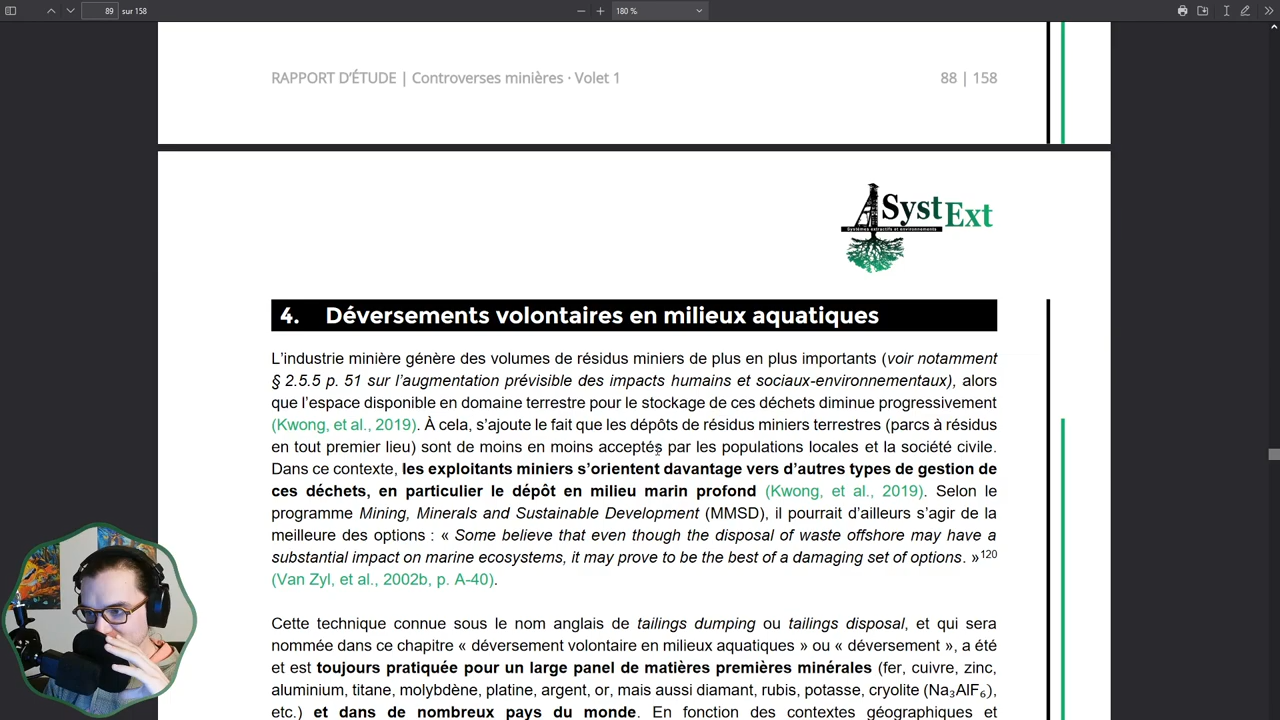 89 sur 158
180 %
RAPPORT D'ÉTUDE | Controverses minières · Volet 1
88 | 158
SystExt
Systèmes extractifs et environnements
4. Déversements volontaires en milieux aquatiques
L'industrie minière génère des volumes de résidus miniers de plus en plus importants (voir notamment
§ 2.5.5 p. 51 sur l'augmentation prévisible des impacts humains et sociaux-environnementaux), alors
que l'espace disponible en domaine terrestre pour le stockage de ces déchets diminue progressivement
(Kwong, et al., 2019). À cela, s'ajoute le fait que les dépôts de résidus miniers terrestres (parcs à résidus
en tout premier lieu) sont de moins en moins acceptés par les populations locales et la société civile.
Dans ce contexte, les exploitants miniers s'orientent davantage vers d'autres types de gestion de
ces déchets, en particulier le dépôt en milieu marin profond (Kwong, et al., 2019). Selon le
programme Mining, Minerals and Sustainable Development (MMSD), il pourrait d'ailleurs s'agir de la
meilleure des options : « Some believe that even though the disposal of waste offshore may have a
substantial impact on marine ecosystems, it may prove to be the best of a damaging set of options. »¹²⁰
(Van Zyl, et al., 2002b, p. A-40).
Cette technique connue sous le nom anglais de tailings dumping ou tailings disposal, et qui sera
nommée dans ce chapitre « déversement volontaire en milieux aquatiques » ou « déversement », a été
et est toujours pratiquée pour un large panel de matières premières minérales (fer, cuivre, zinc,
aluminium, titane, molybdène, platine, argent, or, mais aussi diamant, rubis, potasse, cryolite (Na₃AlF₆),
etc.) et dans de nombreux pays du monde. En fonction des contextes géographiques et